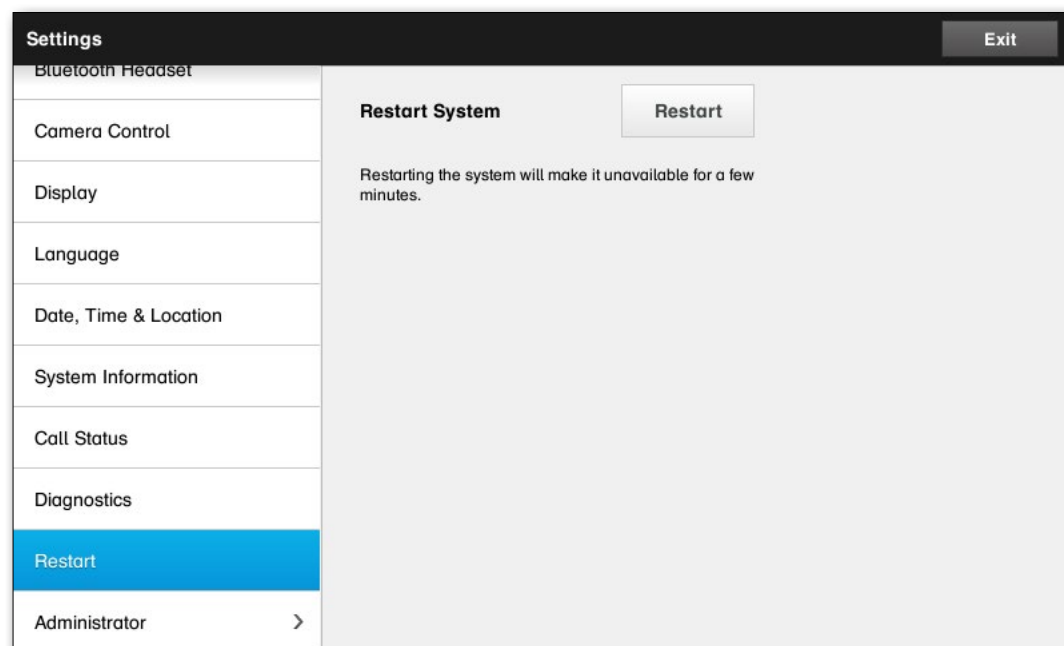 Settings
Exit
Bluetooth Headset
Camera Control
Display
Language
Date, Time & Location
System Information
Call Status
Diagnostics
Restart
Administrator
Restart System
Restart
Restarting the system will make it unavailable for a few
minutes.